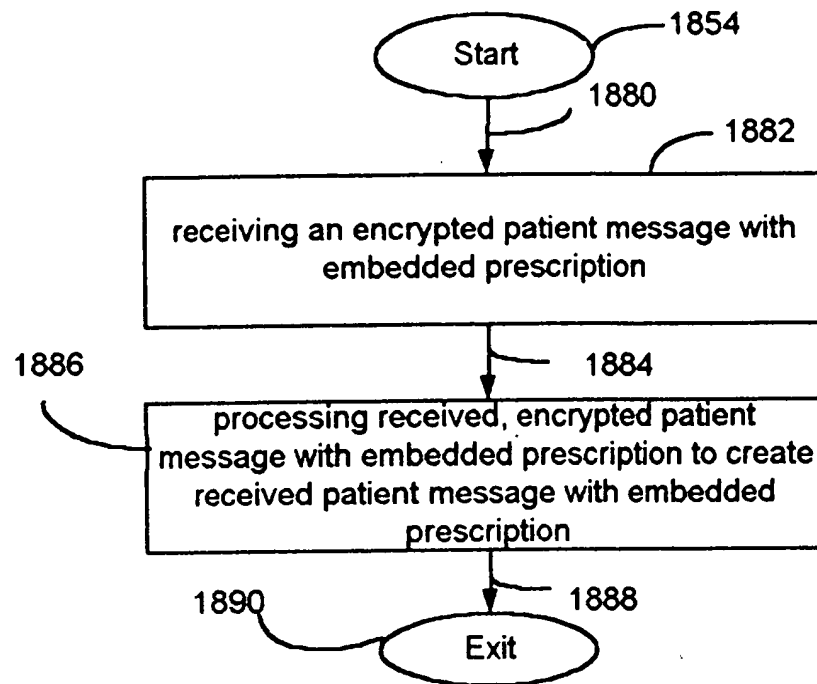 1854
Start
1880
1882
receiving an encrypted patient message with
embedded prescription
1884
1886
processing received, encrypted patient
message with embedded prescription to create
received patient message with embedded
prescription
1888
1890
Exit